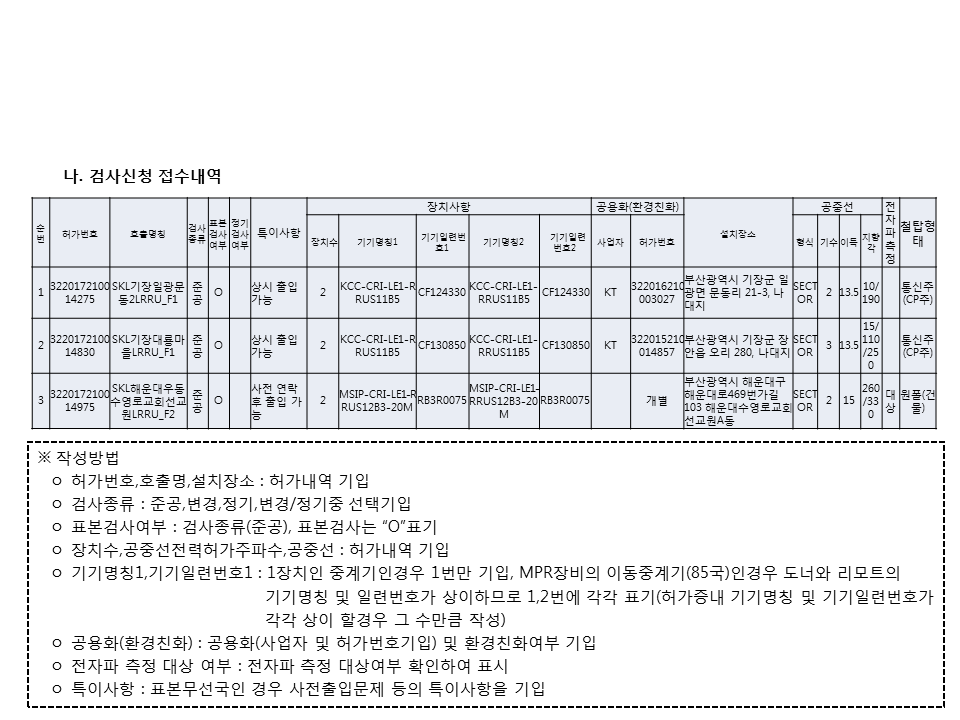 나. 검사신청 접수내역
순번 허가번호 호출명칭 검사종류 표본검사여부 정기검사여부 특이사항 장치사항 공용화(환경친화) 설치장소 공중선 전자파측정 철탑형태
장치수 기기명칭1 기기일련번호1 기기명칭2 기기일련번호2 사업자 허가번호 형식 기수 이득 지향각
1 322017210014275 SKL기장일광문동2LRRU_F1 준공 O 상시 출입 가능 2 KCC-CRI-LE1-RRUS11B5 CF124330 KCC-CRI-LE1-RRUS11B5 CF124330 KT 322016210003027 부산광역시 기장군 일광면 문동리 21-3, 나대지 SECTOR 2 13.5 10/190 통신주(CP주)
2 322017210014830 SKL기장대룡마을LRRU_F1 준공 O 상시 출입 가능 2 KCC-CRI-LE1-RRUS11B5 CF130850 KCC-CRI-LE1-RRUS11B5 CF130850 KT 322015210014857 부산광역시 기장군 장안읍 오리 280, 나대지 SECTOR 3 13.5 15/110/250 통신주(CP주)
3 322017210014975 SKL해운대우동수영로교회선교원LRRU_F2 준공 O 사전 연락 후 출입 가능 2 MSIP-CRI-LE1-RRUS12B3-20M RB3R0075 MSIP-CRI-LE1-RRUS12B3-20M RB3R0075 개별 부산광역시 해운대구 해운대로469번가길 103 해운대수영로교회선교원A동 SECTOR 2 15 260/330 대상 원폴(건물)
※ 작성방법
ㅇ 허가번호,호출명,설치장소 : 허가내역 기입
ㅇ 검사종류 : 준공,변경,정기,변경/정기중 선택기입
ㅇ 표본검사여부 : 검사종류(준공), 표본검사는 “O”표기
ㅇ 장치수,공중선전력허가주파수,공중선 : 허가내역 기입
ㅇ 기기명칭1,기기일련번호1 : 1장치인 중계기인경우 1번만 기입, MPR장비의 이동중계기(85국)인경우 도너와 리모트의
기기명칭 및 일련번호가 상이하므로 1,2번에 각각 표기(허가증내 기기명칭 및 기기일련번호가
각각 상이 할경우 그 수만큼 작성)
ㅇ 공용화(환경친화) : 공용화(사업자 및 허가번호기입) 및 환경친화여부 기입
ㅇ 전자파 측정 대상 여부 : 전자파 측정 대상여부 확인하여 표시
ㅇ 특이사항 : 표본무선국인 경우 사전출입문제 등의 특이사항을 기입